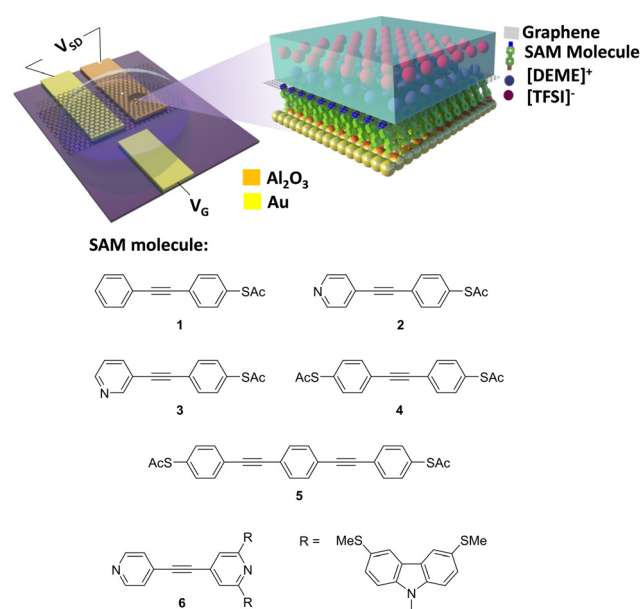 V_SD
Graphene
SAM Molecule
[DEME]⁺
[TFSI]⁻
Al₂O₃
Au
V_G
SAM molecule:
SAc
1
N
SAc
2
N
SAc
3
AcS
SAc
4
AcS
SAc
5
R
N
N
R
6
R =
MeS
SMe
N